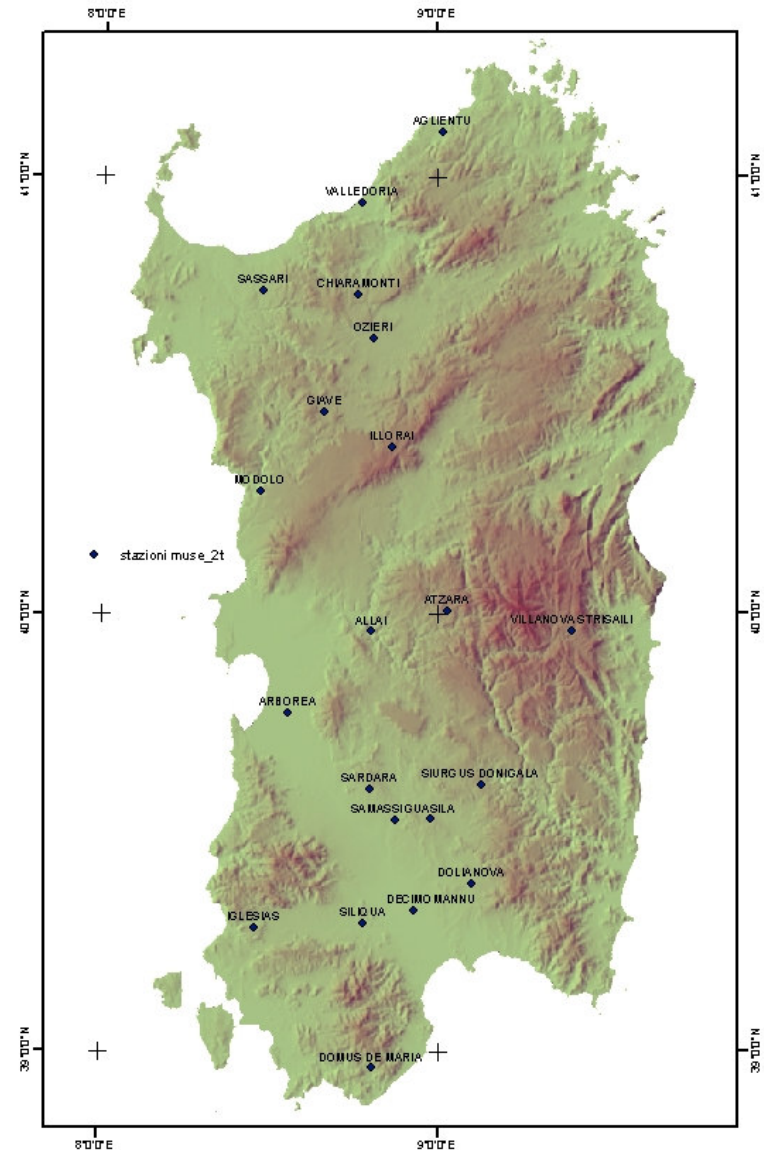 8°0'0"E 9°0'0"E
AGLIENTU
41°0'0"N 41°0'0"N
VALLEDORIA
SASSARI CHIARAMONTI
OZIERI
GIAVE
ILLORAI
MODOLO
stazioni muse_2t
ATZARA
40°0'0"N 40°0'0"N
ALLAI VILLANOVA STRISAILI
ARBOREA
SARDARA SIURGUS DONIGALA
SAMASSI GUASILA
DOLIANOVA
DECIMOMANNU
IGLESIAS SILIQUA
39°0'0"N 39°0'0"N
DOMUS DE MARIA
8°0'0"E 9°0'0"E